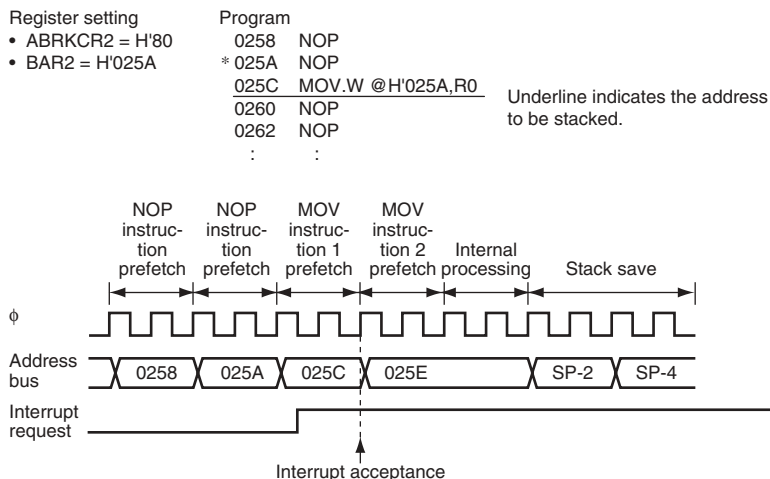 Register setting
• ABRKCR2 = H'80
• BAR2 = H'025A
Program
0258 NOP
* 025A NOP
025C MOV.W @H'025A,R0
0260 NOP
0262 NOP
: :
Underline indicates the address
to be stacked.
NOP
instruc-
tion
prefetch
NOP
instruc-
tion
prefetch
MOV
instruc-
tion 1
prefetch
MOV
instruc-
tion 2
prefetch
Internal
processing
Stack save
ϕ
Address
bus
0258 025A 025C 025E SP-2 SP-4
Interrupt
request
Interrupt acceptance